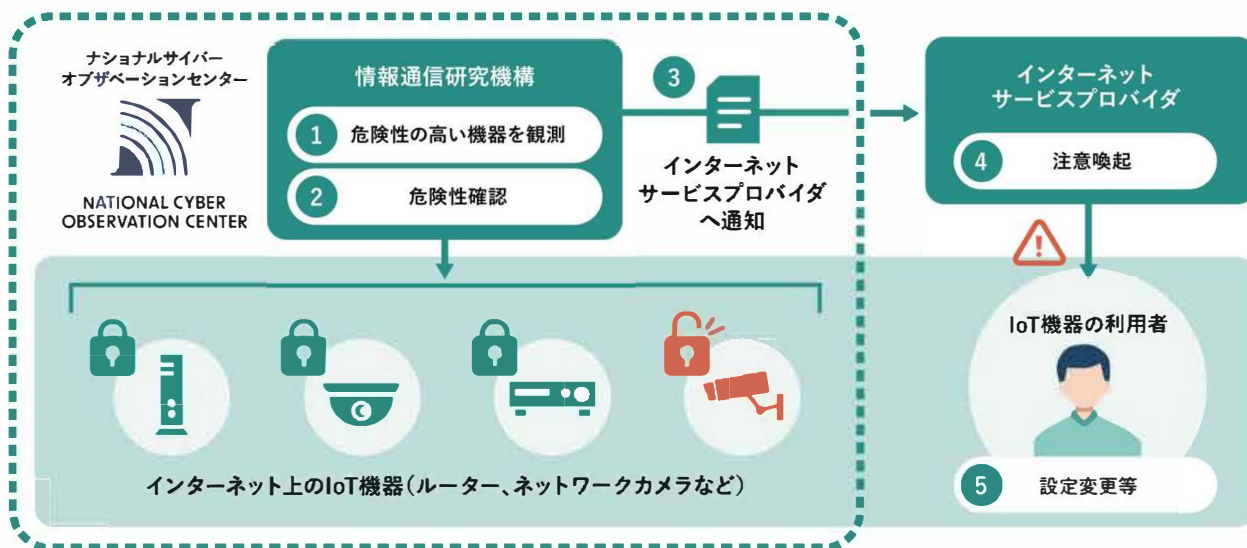 ナショナルサイバー
オブザベーションセンター
NATIONAL CYBER
OBSERVATION CENTER
情報通信研究機構
1 危険性の高い機器を観測
2 危険性確認
3
インターネット
サービスプロバイダ
へ通知
インターネット
サービスプロバイダ
4 注意喚起
IoT機器の利用者
5 設定変更等
インターネット上のIoT機器（ルーター、ネットワークカメラなど）